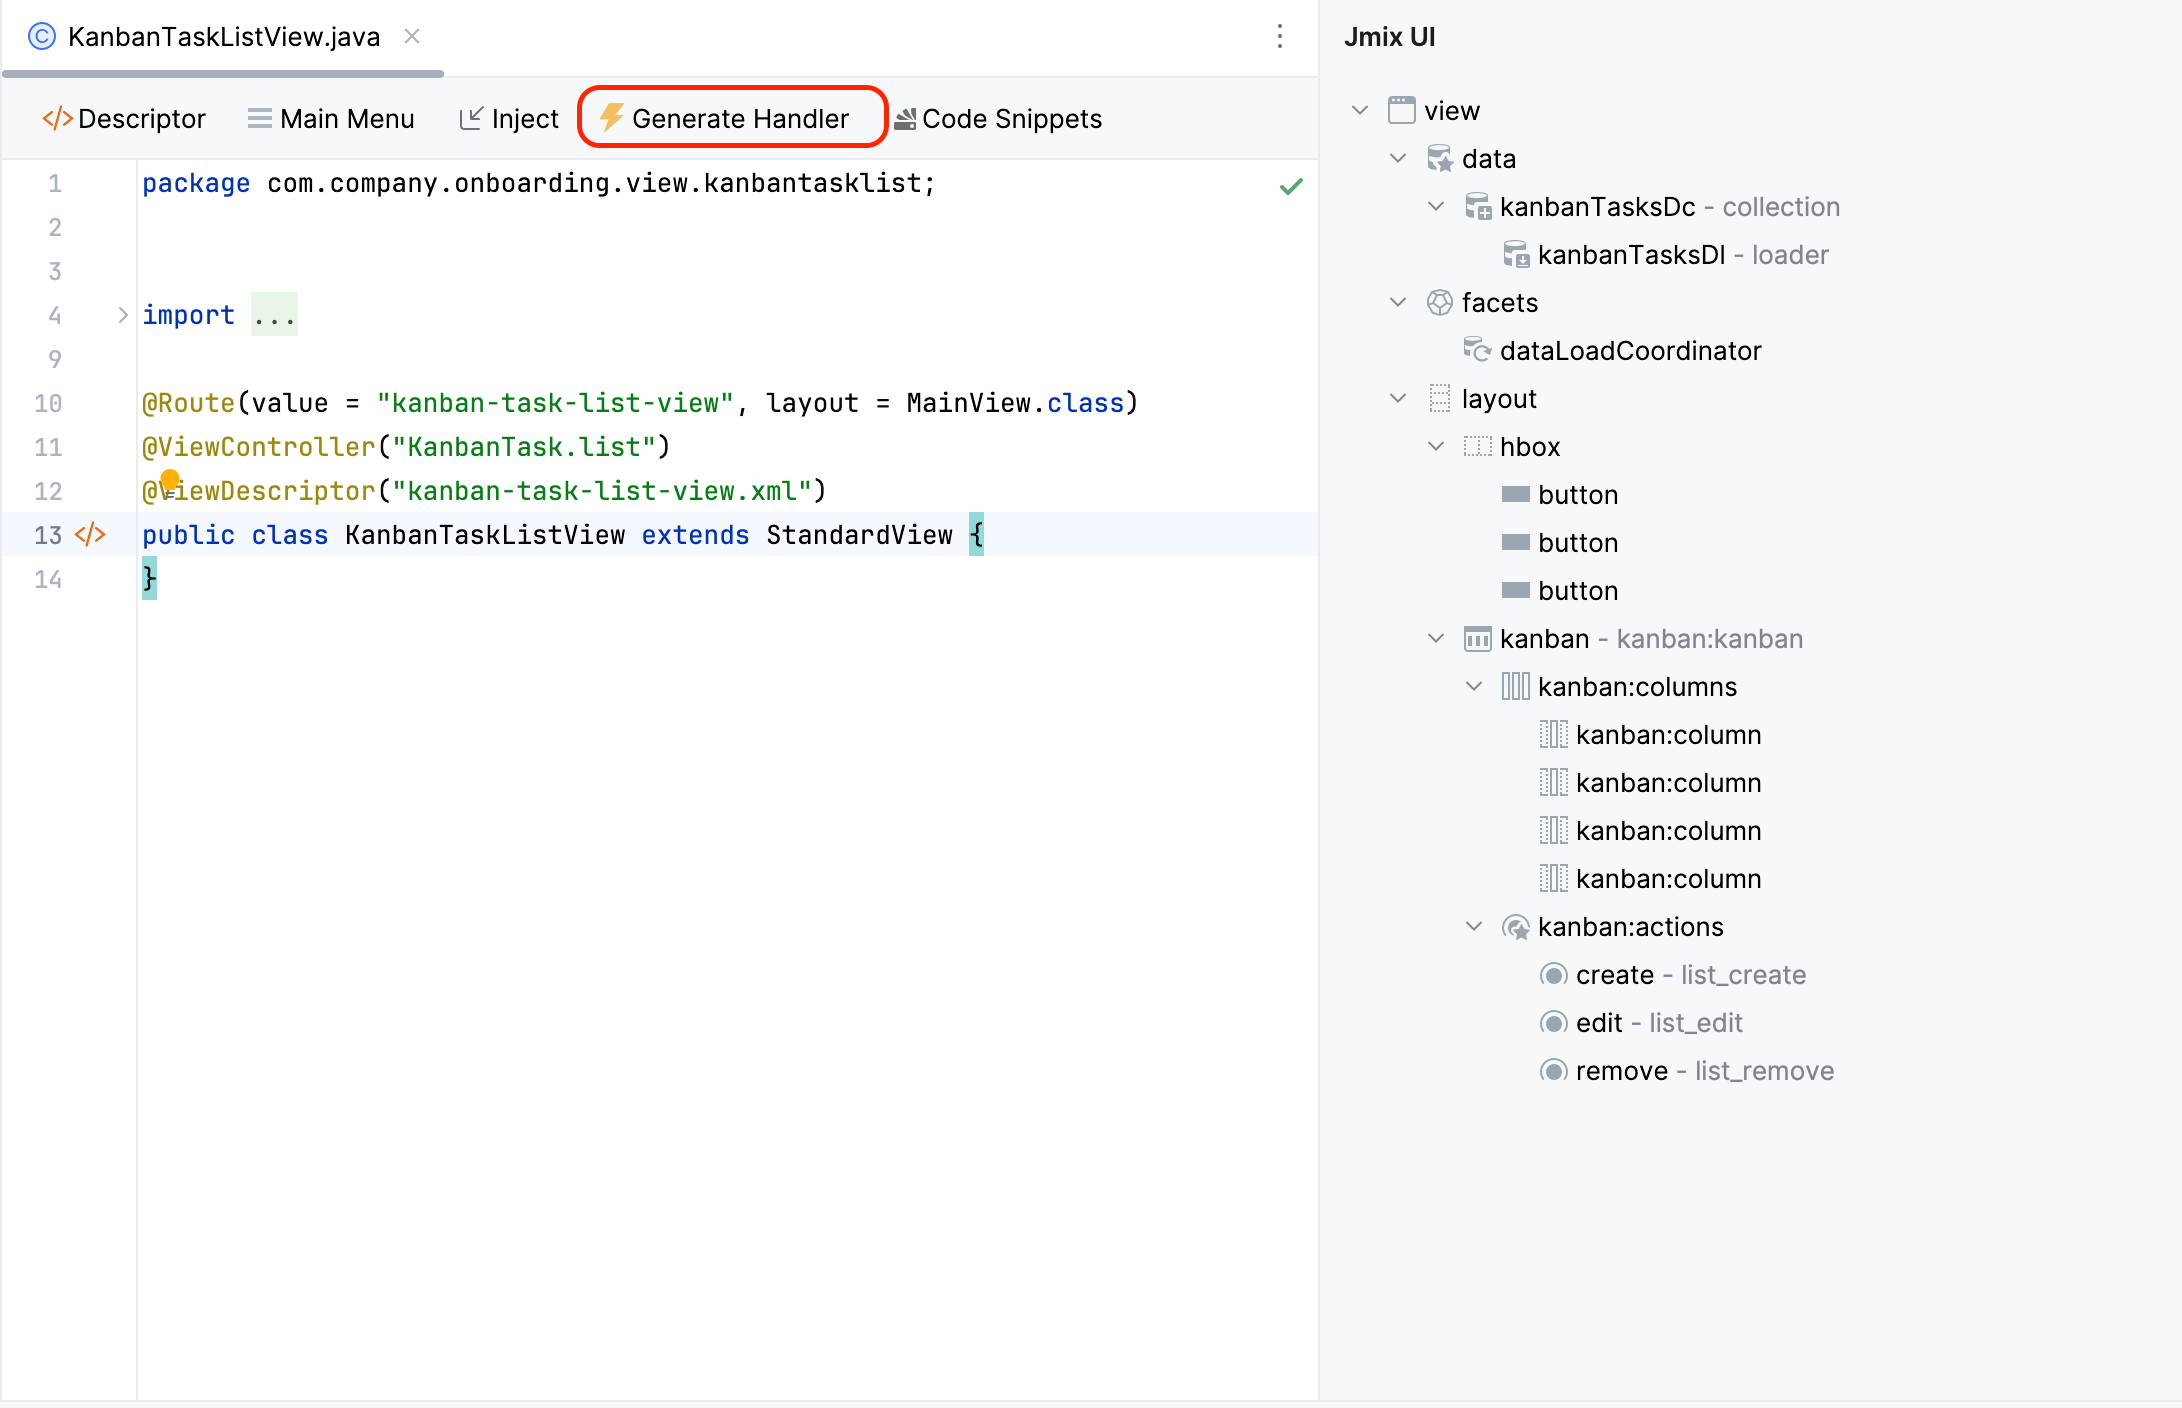 KanbanTaskListView.java
Descriptor Main Menu Inject Generate Handler Code Snippets
1 package com.company.onboarding.view.kanbantasklist;
2
3
4 import ...
9
10 @Route(value = "kanban-task-list-view", layout = MainView.class)
11 @ViewController("KanbanTask.list")
12 @ViewDescriptor("kanban-task-list-view.xml")
13 public class KanbanTaskListView extends StandardView {
14 }
Jmix UI
view
data
kanbanTasksDc - collection
kanbanTasksDl - loader
facets
dataLoadCoordinator
layout
hbox
button
button
button
kanban - kanban:kanban
kanban:columns
kanban:column
kanban:column
kanban:column
kanban:column
kanban:actions
create - list_create
edit - list_edit
remove - list_remove